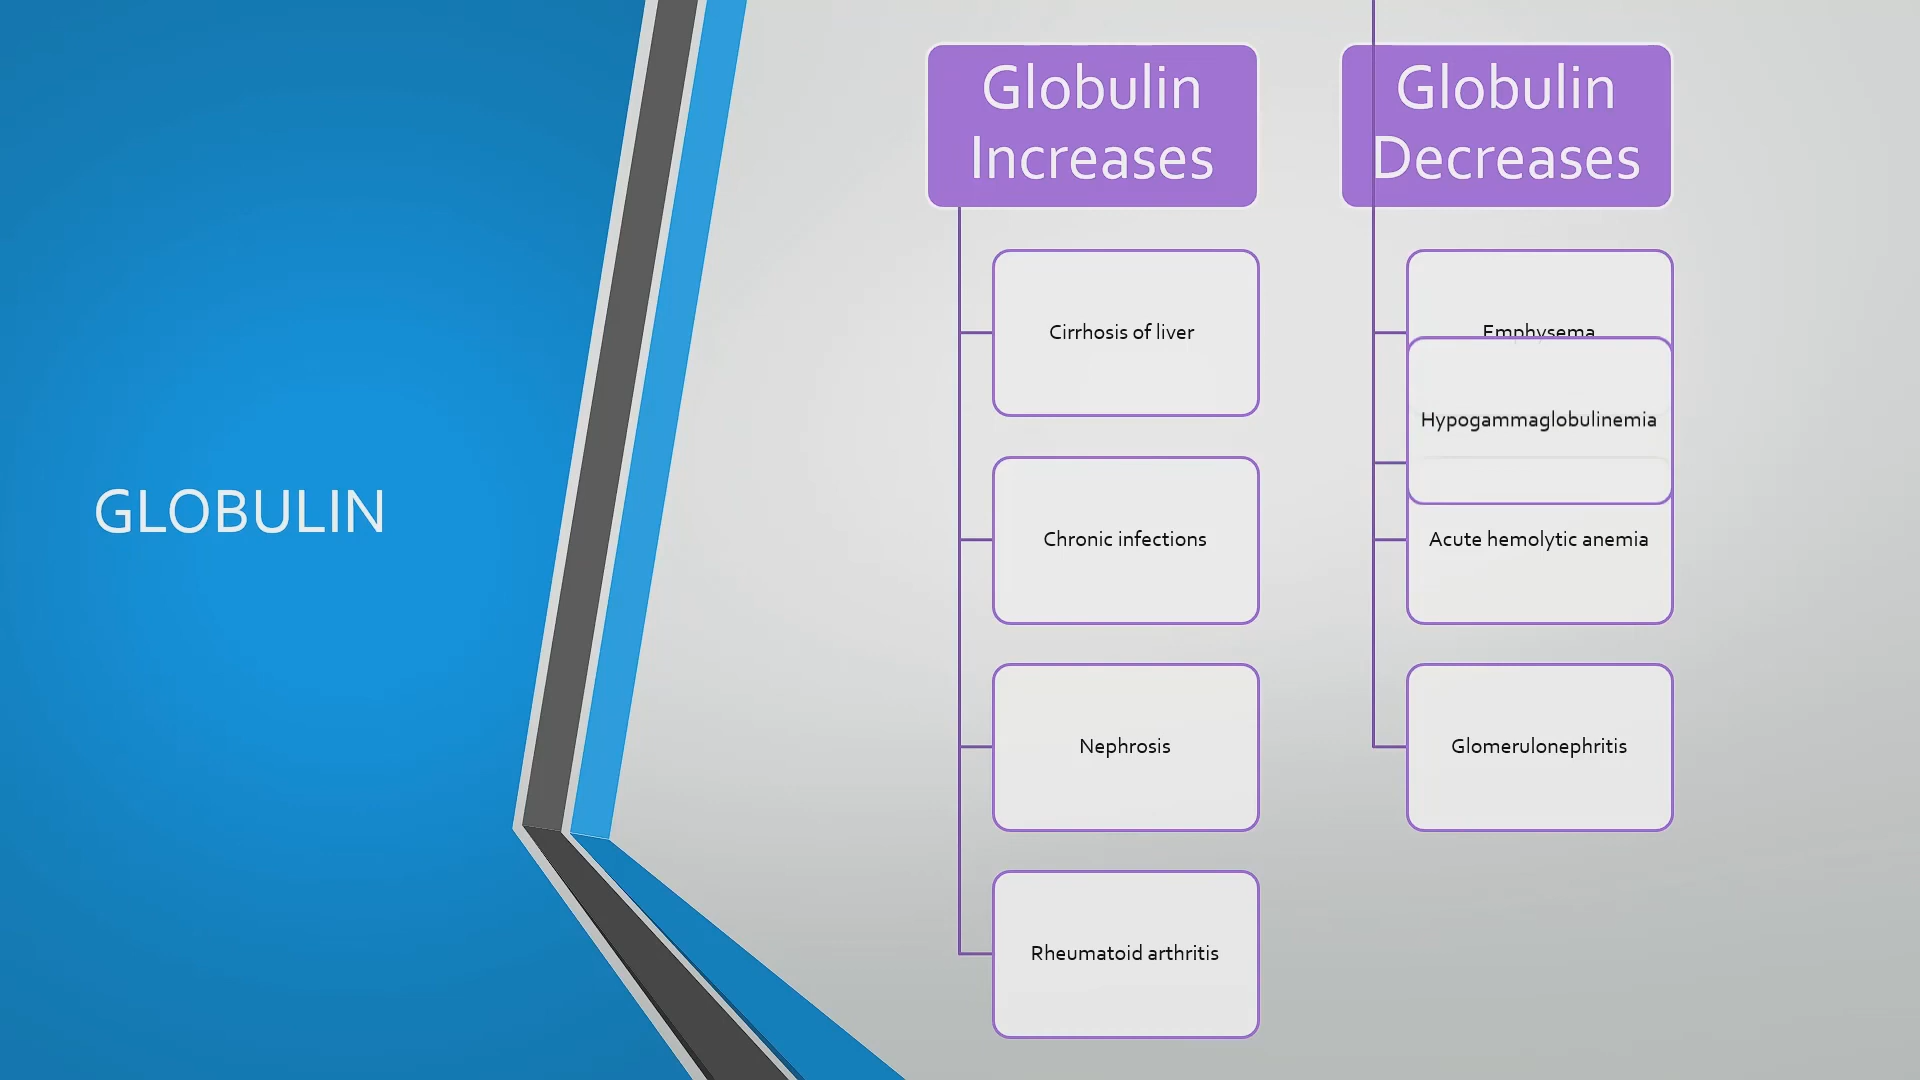 GLOBULIN
Globulin
Increases
Cirrhosis of liver
Chronic infections
Nephrosis
Rheumatoid arthritis
Globulin
Decreases
Emphysema
Hypogammaglobulinemia
Acute hemolytic anemia
Glomerulonephritis